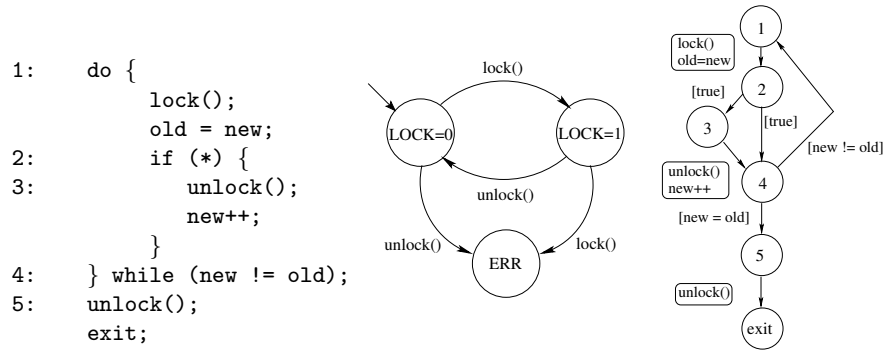 1: do {
lock();
old = new;
2: if (*) {
3: unlock();
new++;
}
4: } while (new != old);
5: unlock();
exit;
lock()
LOCK=0
LOCK=1
unlock()
unlock()
lock()
ERR
1
lock()
old=new
2
[true]
[true]
3
[new != old]
unlock()
new++
4
[new = old]
5
unlock()
exit